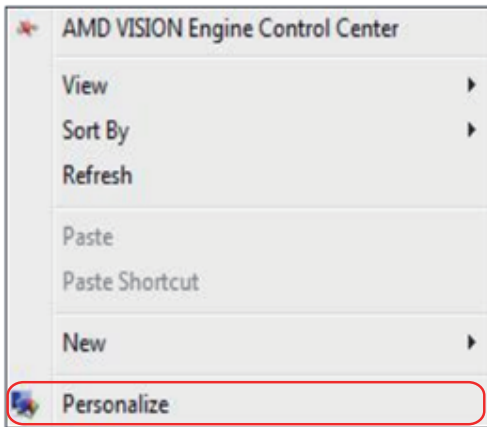 AMD VISION Engine Control Center
View
Sort By
Refresh
Paste
Paste Shortcut
New
Personalize